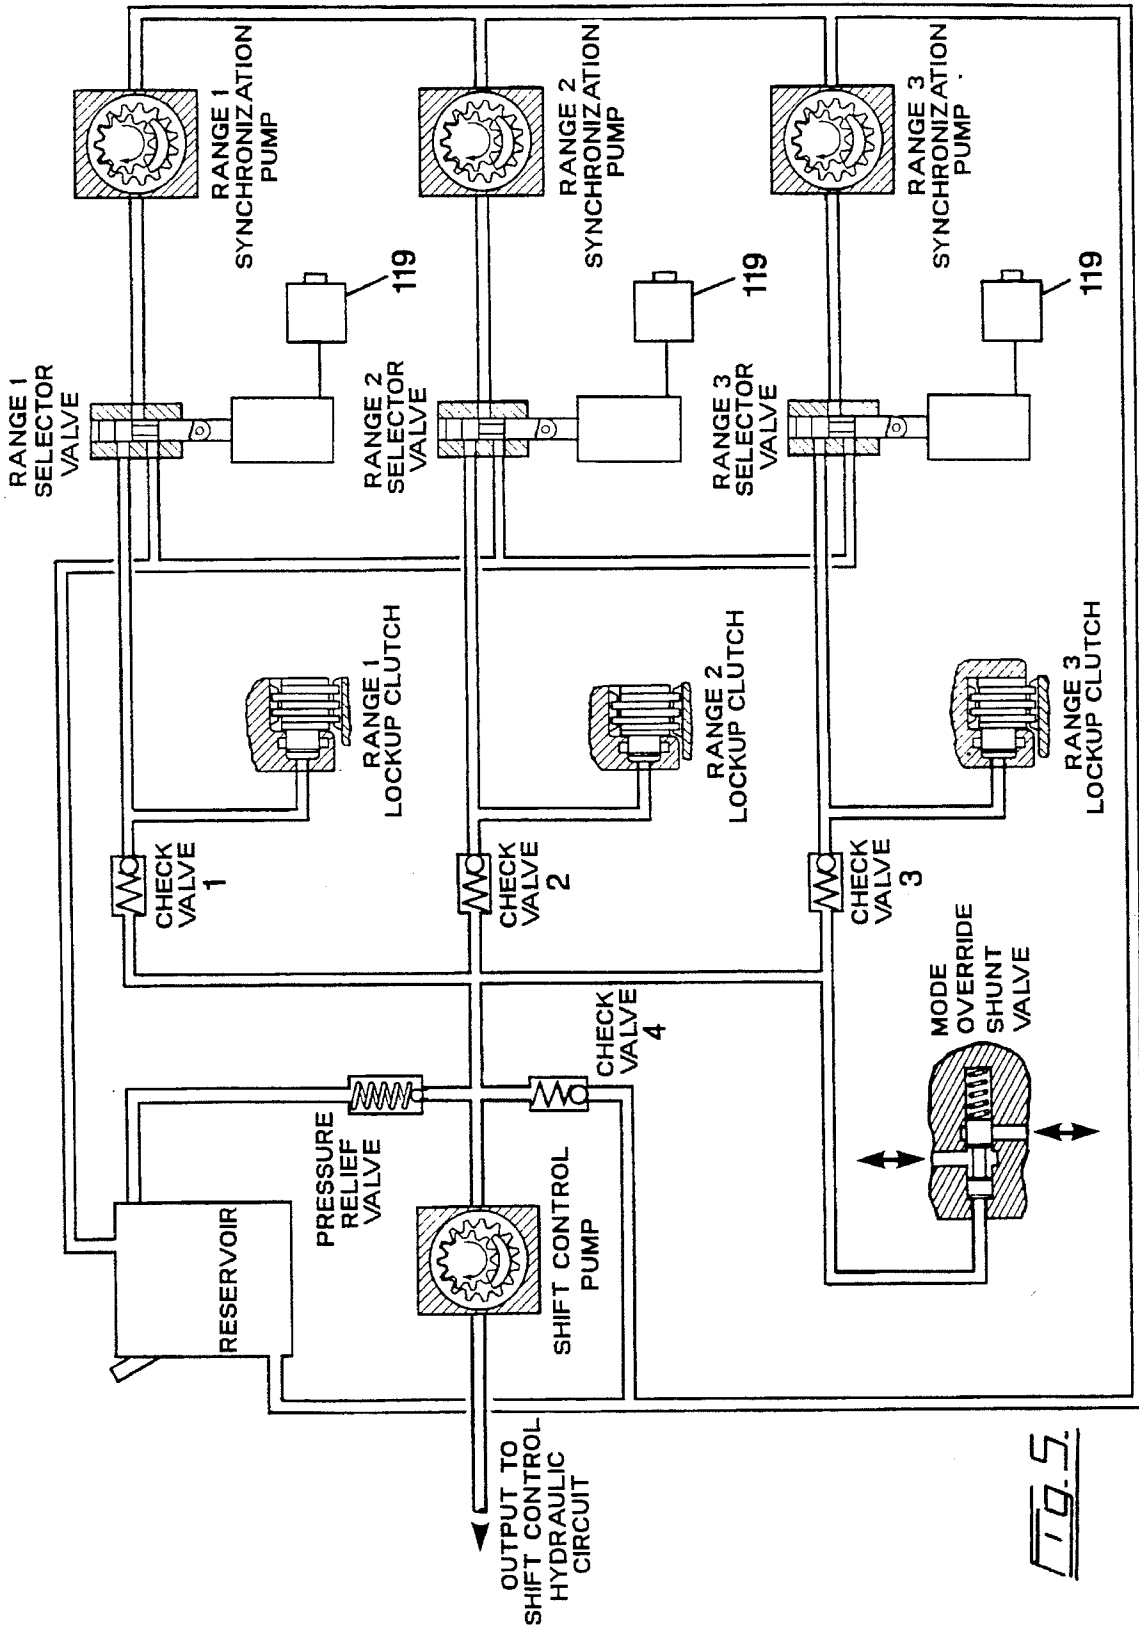 RANGE 1
SELECTOR
VALVE
RANGE 1
SYNCHRONIZATION
PUMP
119
RANGE 2
SELECTOR
VALVE
RANGE 2
SYNCHRONIZATION
PUMP
119
RANGE 3
SELECTOR
VALVE
RANGE 3
SYNCHRONIZATION
PUMP
119
RANGE 1
LOCKUP CLUTCH
RANGE 2
LOCKUP CLUTCH
RANGE 3
LOCKUP CLUTCH
CHECK
VALVE
1
CHECK
VALVE
2
CHECK
VALVE
3
CHECK
VALVE
4
MODE
OVERRIDE
SHUNT
VALVE
PRESSURE
RELIEF
VALVE
RESERVOIR
SHIFT CONTROL
PUMP
OUTPUT TO
SHIFT CONTROL
HYDRAULIC
CIRCUIT
Fig. 5.